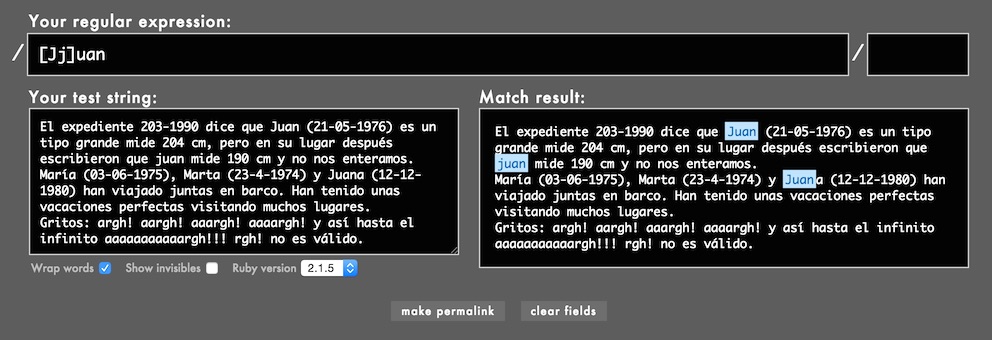 Your regular expression:
/ [Jj]uan /
Your test string:
El expediente 203-1990 dice que Juan (21-05-1976) es un
tipo grande mide 204 cm, pero en su lugar después
escribieron que juan mide 190 cm y no nos enteramos.
María (03-06-1975), Marta (23-4-1974) y Juana (12-12-
1980) han viajado juntas en barco. Han tenido unas
vacaciones perfectas visitando muchos lugares.
Gritos: argh! aargh! aaargh! aaaargh! y así hasta el
infinito aaaaaaaaaaargh!!! rgh! no es válido.
Wrap words Show invisibles Ruby version 2.1.5
Match result:
El expediente 203-1990 dice que Juan (21-05-1976) es un tipo
grande mide 204 cm, pero en su lugar después escribieron que
juan mide 190 cm y no nos enteramos.
María (03-06-1975), Marta (23-4-1974) y Juana (12-12-1980) han
viajado juntas en barco. Han tenido unas vacaciones perfectas
visitando muchos lugares.
Gritos: argh! aargh! aaargh! aaaargh! y así hasta el infinito
aaaaaaaaaaargh!!! rgh! no es válido.
make permalink clear fields